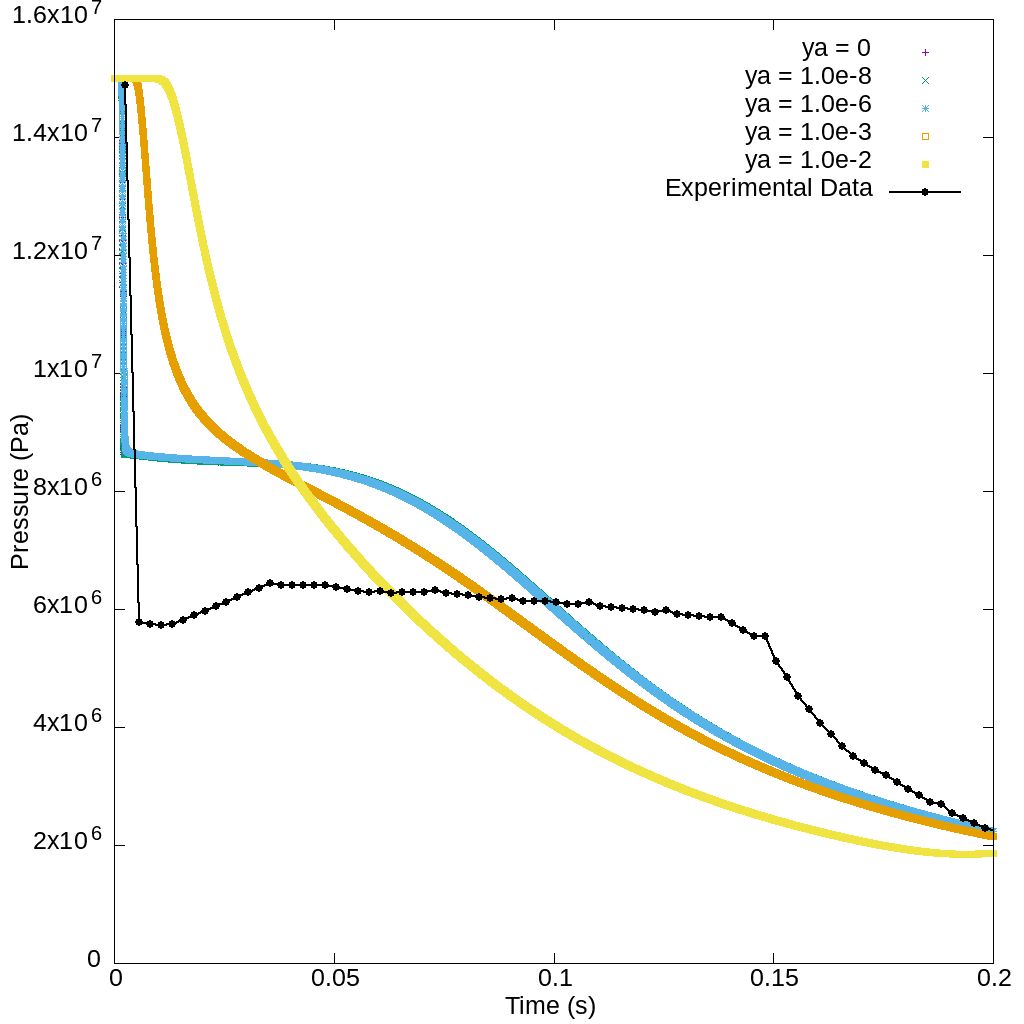 1.6x10^7
1.4x10^7
1.2x10^7
1x10^7
8x10^6
6x10^6
4x10^6
2x10^6
0
Pressure (Pa)
ya = 0
ya = 1.0e-8
ya = 1.0e-6
ya = 1.0e-3
ya = 1.0e-2
Experimental Data
0 0.05 0.1 0.15 0.2
Time (s)